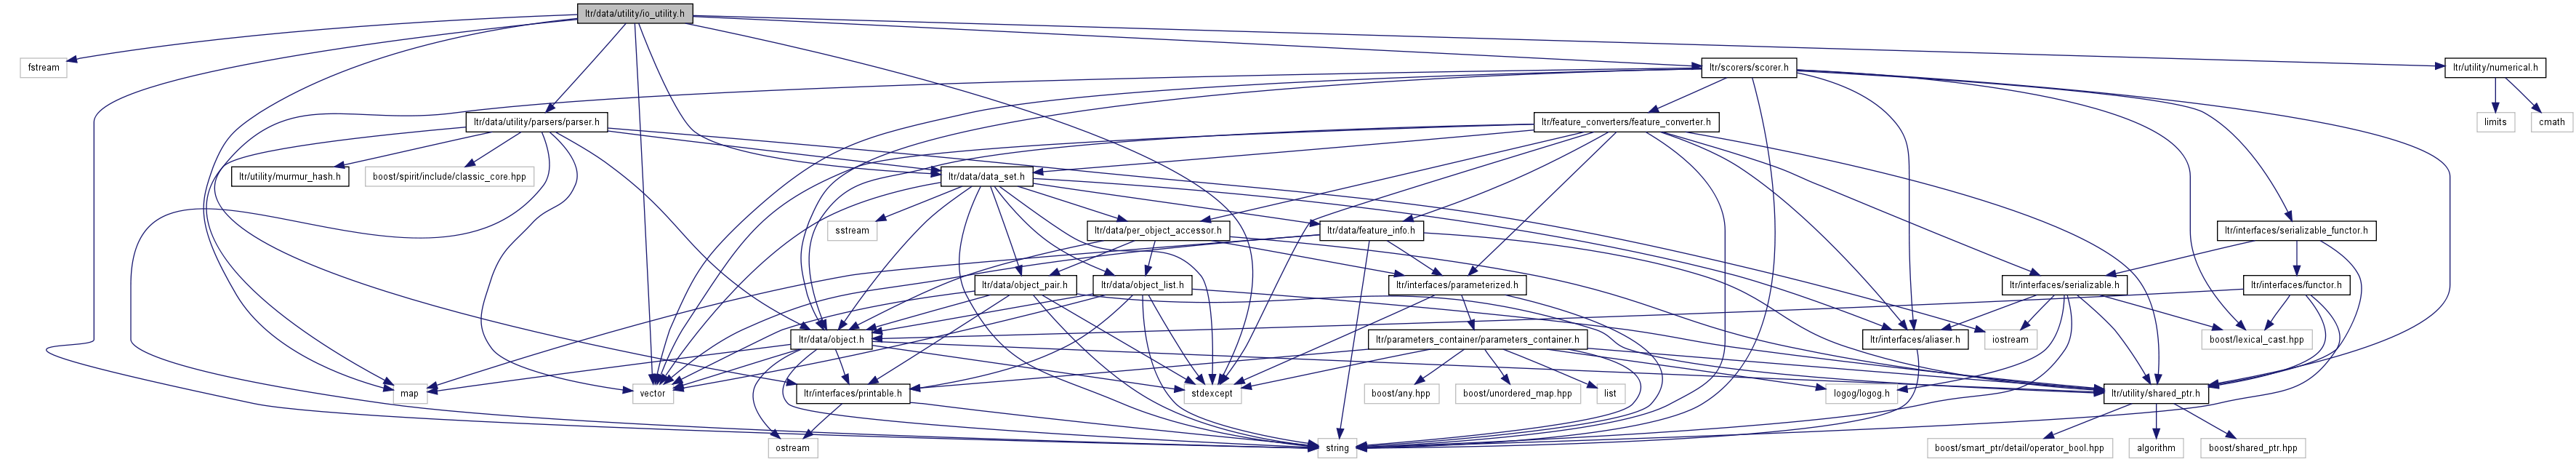 ltr/data/utility/io_utility.h
fstream
ltr/scorers/scorer.h
ltr/utility/numerical.h
ltr/data/utility/parsers/parser.h
ltr/feature_converters/feature_converter.h
limits
cmath
ltr/utility/murmur_hash.h
boost/spirit/include/classic_core.hpp
ltr/data/data_set.h
sstream
ltr/data/per_object_accessor.h
ltr/data/feature_info.h
ltr/interfaces/serializable_functor.h
ltr/data/object_pair.h
ltr/data/object_list.h
ltr/interfaces/parameterized.h
ltr/interfaces/serializable.h
ltr/interfaces/functor.h
ltr/data/object.h
ltr/parameters_container/parameters_container.h
ltr/interfaces/aliaser.h
iostream
boost/lexical_cast.hpp
map
vector
ltr/interfaces/printable.h
stdexcept
boost/any.hpp
boost/unordered_map.hpp
list
logog/logog.h
ltr/utility/shared_ptr.h
ostream
string
boost/smart_ptr/detail/operator_bool.hpp
algorithm
boost/shared_ptr.hpp